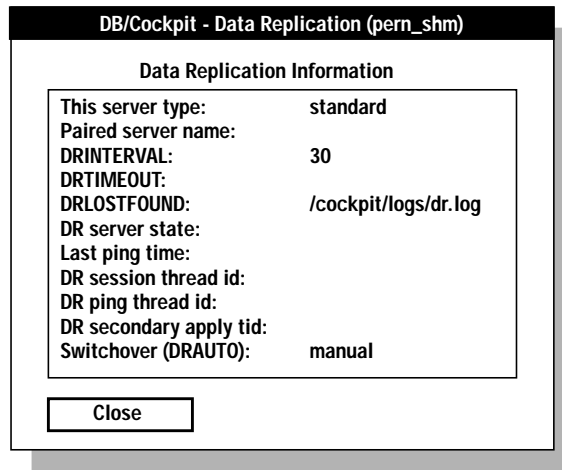 DB/Cockpit - Data Replication (pern_shm)
Data Replication Information
This server type: standard
Paired server name:
DRINTERVAL: 30
DRTIMEOUT:
DRLOSTFOUND: /cockpit/logs/dr.log
DR server state:
Last ping time:
DR session thread id:
DR ping thread id:
DR secondary apply tid:
Switchover (DRAUTO): manual
Close